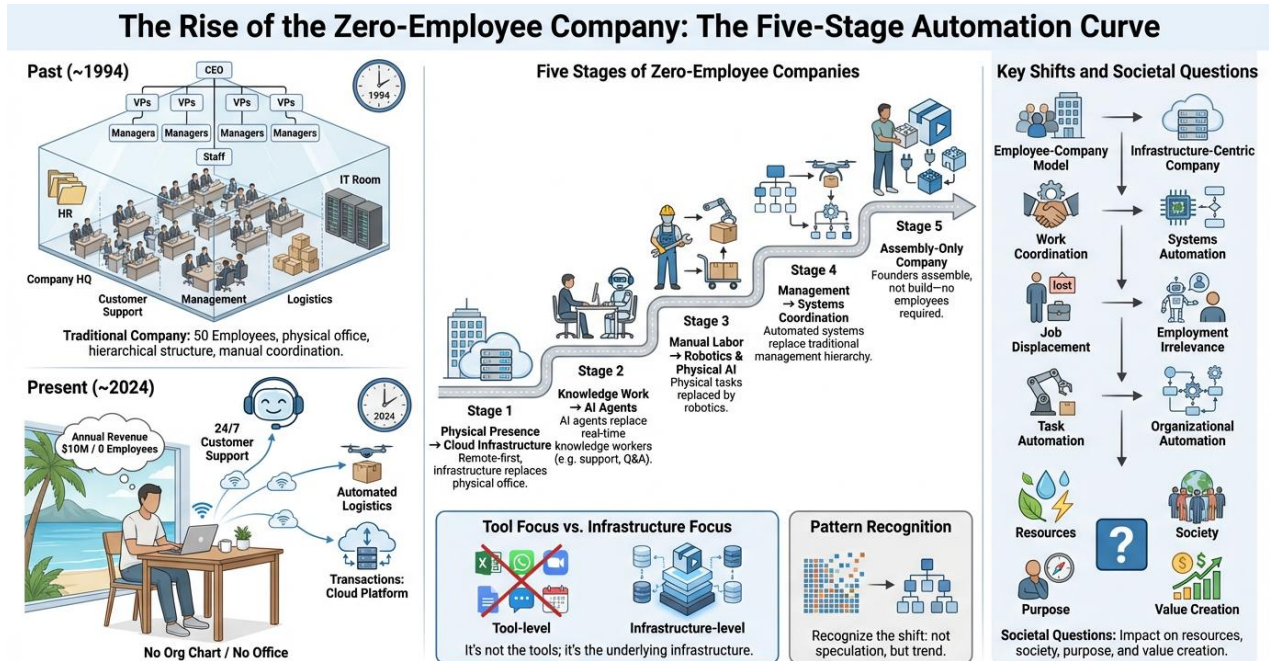 The Rise of the Zero-Employee Company: The Five-Stage Automation Curve
Past (~1994)
CEO
1994
VPs
VPs
VPs
VPs
Managers
Managers
Managers
Managers
Staff
HR
IT Room
Company HQ
Customer
Support
Management
Logistics
Traditional Company: 50 Employees, physical office,
hierarchical structure, manual coordination.
Present (~2024)
2024
Annual Revenue
$10M / 0 Employees
24/7
Customer
Support
Automated
Logistics
Transactions:
Cloud Platform
No Org Chart / No Office
Five Stages of Zero-Employee Companies
Stage 1
Physical Presence
→ Cloud Infrastructure
Remote-first,
infrastructure replaces
physical office.
Stage 2
Knowledge Work
→ AI Agents
AI agents replace
real-time
knowledge workers
(e.g. support, Q&A).
Stage 3
Manual Labor
→ Robotics &
Physical AI
Physical tasks
replaced by
robotics.
Stage 4
Management
→ Systems
Coordination
Automated systems
replace traditional
management hierarchy.
Stage 5
Assembly-Only
Company
Founders assemble,
not build—no
employees
required.
Tool Focus vs. Infrastructure Focus
Tool-level
Infrastructure-level
It's not the tools; it's the underlying infrastructure.
Pattern Recognition
Recognize the shift: not
speculation, but trend.
Key Shifts and Societal Questions
Employee-Company
Model
Infrastructure-Centric
Company
Work
Coordination
Systems
Automation
lost
Job
Displacement
Employment
Irrelevance
Task
Automation
Organizational
Automation
Resources
?
Society
Purpose
Value Creation
Societal Questions: Impact on resources,
society, purpose, and value creation.